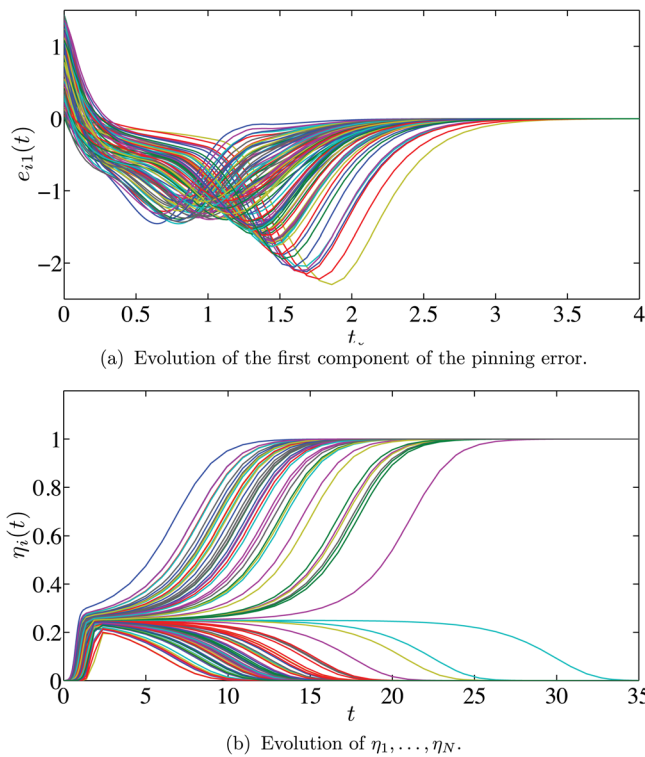 1
0
−1
−2
e_{i1}(t)
0 0.5 1 1.5 2 2.5 3 3.5 4
t
(a) Evolution of the first component of the pinning error.
1
0.8
0.6
0.4
0.2
0
η_i(t)
0 5 10 15 20 25 30 35
t
(b) Evolution of η_1, . . . , η_N.